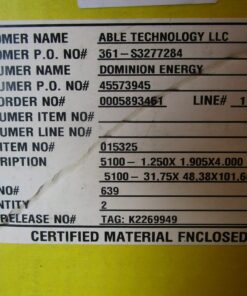 OMER NAME ABLE TECHNOLOGY LLC
OMER P.O. NO# 361-S3277284
UMER NAME DOMINION ENERGY
UMER P.O. NO# 45573945
ORDER NO# 0005893461 LINE# 1
UMER ITEM NO#
UMER LINE NO#
ITEM NO# 015325
RIPTION 5100- 1.250X 1.905X4.000
5100- 31.75X 48.38X101.6
NO# 639
NTITY 2
RELEASE NO# TAG: K2269949
CERTIFIED MATERIAL ENCLOSED